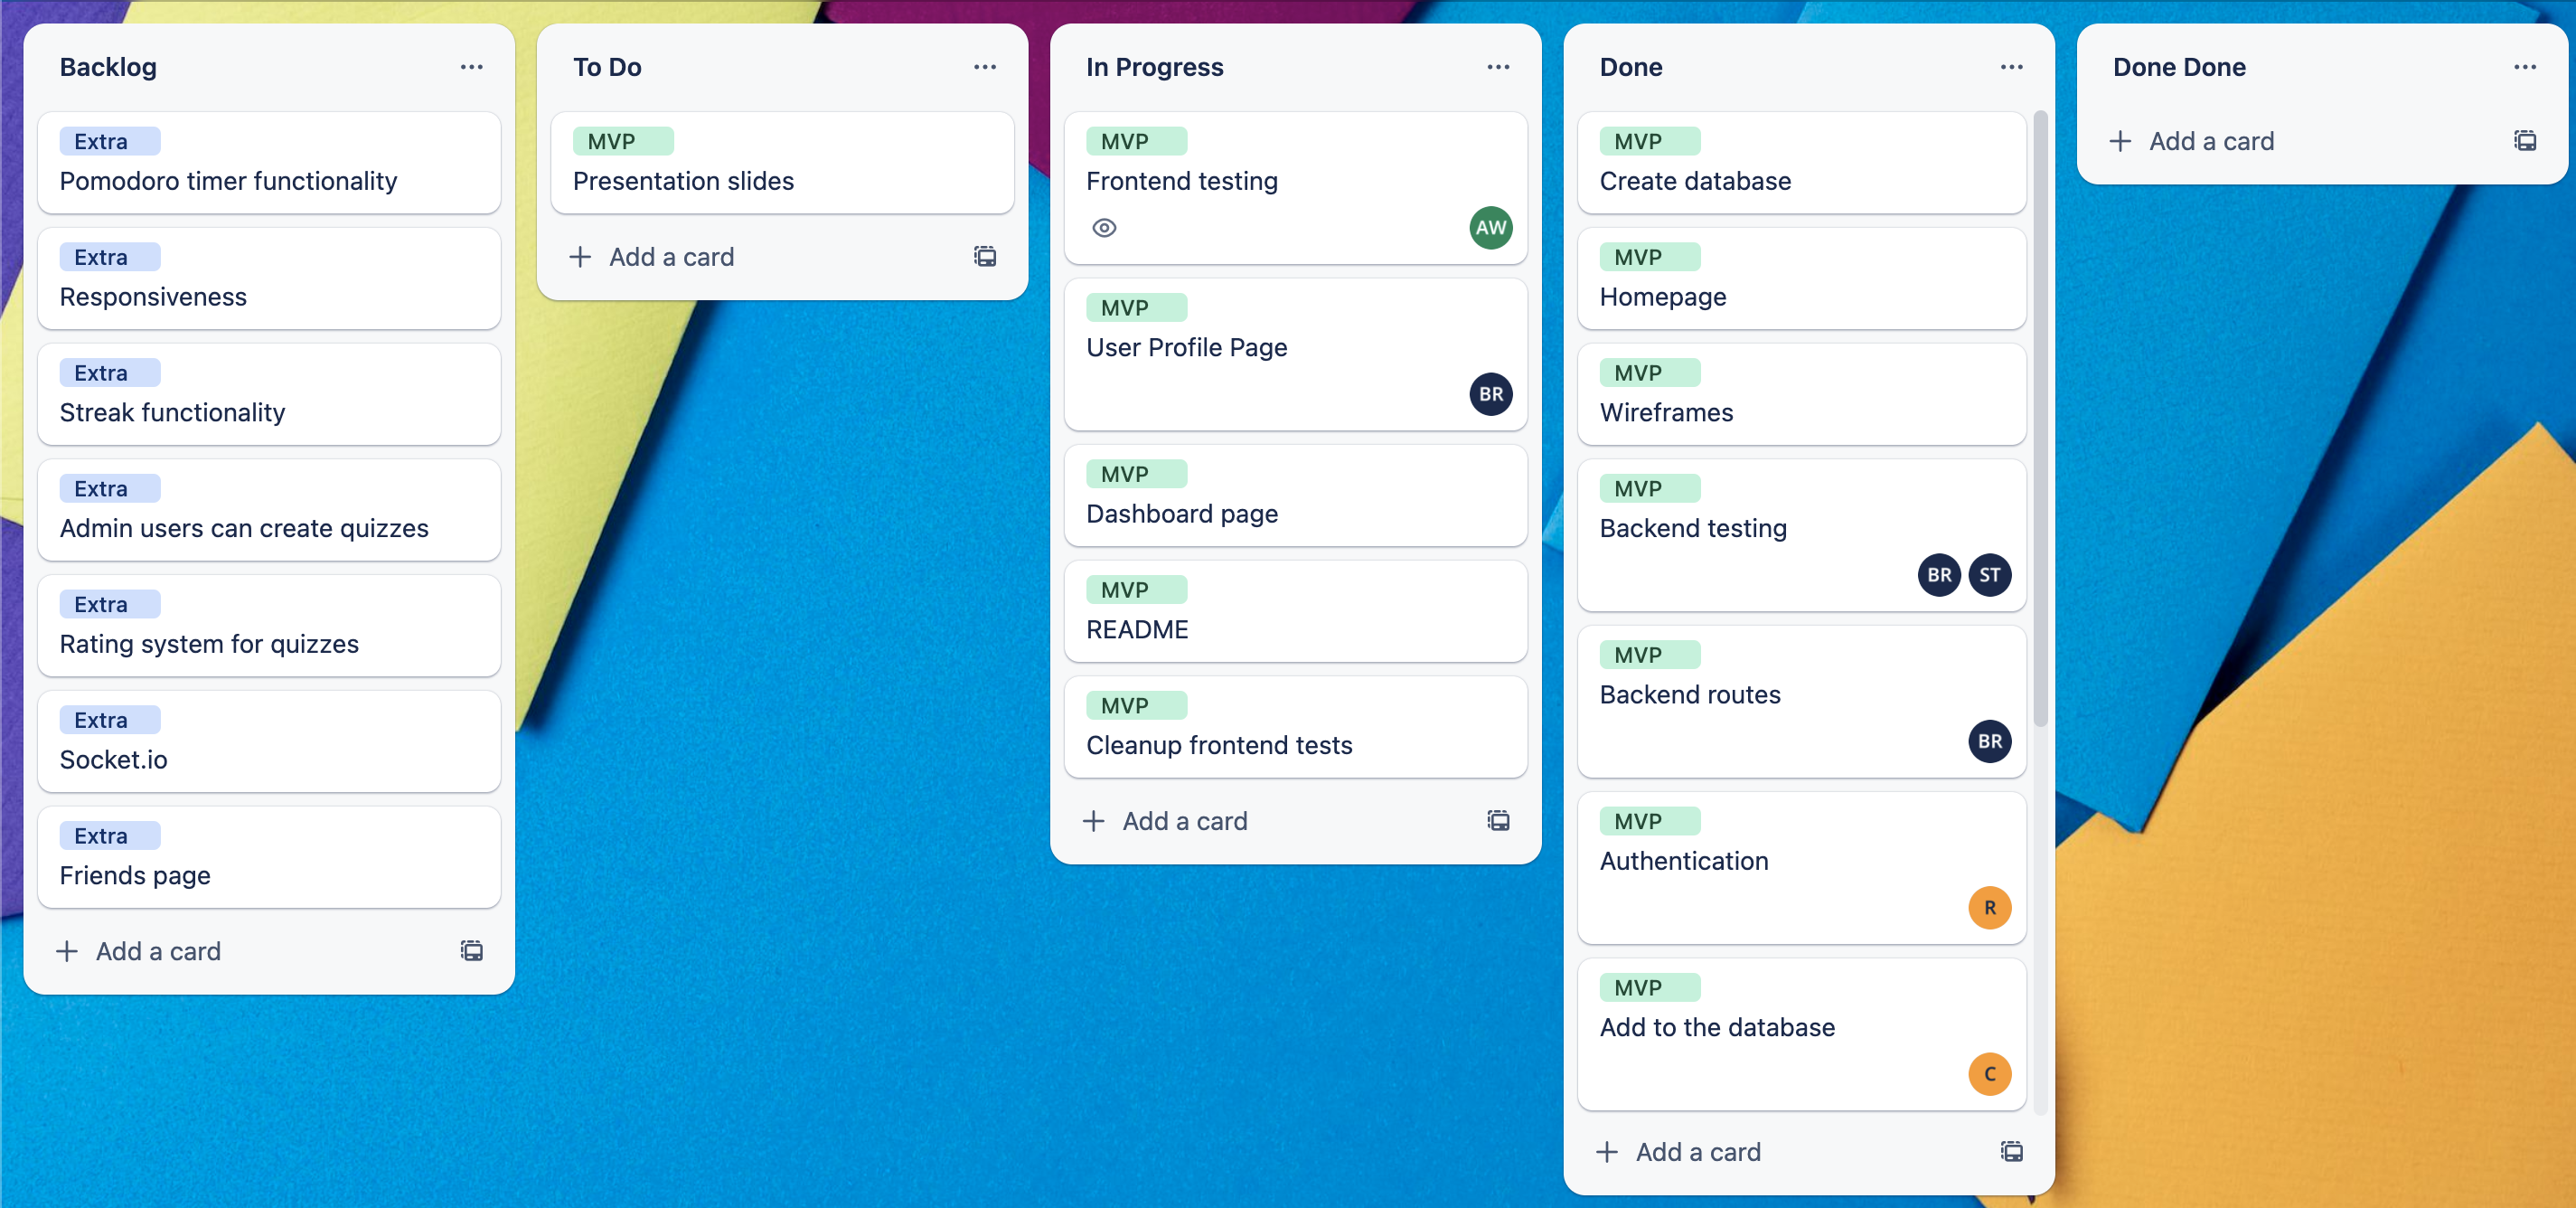 Backlog
Extra
Pomodoro timer functionality
Extra
Responsiveness
Extra
Streak functionality
Extra
Admin users can create quizzes
Extra
Rating system for quizzes
Extra
Socket.io
Extra
Friends page
Add a card
To Do
MVP
Presentation slides
Add a card
In Progress
MVP
Frontend testing
AW
MVP
User Profile Page
BR
MVP
Dashboard page
MVP
README
MVP
Cleanup frontend tests
Add a card
Done
MVP
Create database
MVP
Homepage
MVP
Wireframes
MVP
Backend testing
BR ST
MVP
Backend routes
BR
MVP
Authentication
R
MVP
Add to the database
C
Add a card
Done Done
Add a card